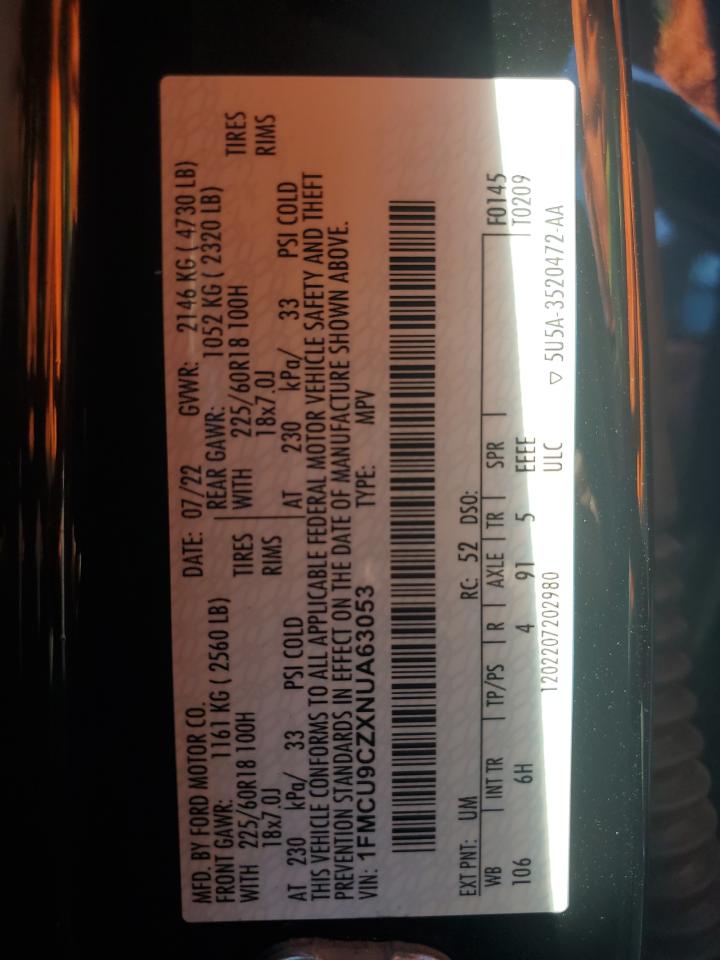 MFD. BY FORD MOTOR CO. DATE: 07/22 GVWR: 2146 KG ( 4730 LB)
FRONT GAWR: 1161 KG ( 2560 LB) REAR GAWR: 1052 KG ( 2320 LB)
WITH 225/60R18 100H TIRES WITH 225/60R18 100H TIRES
18x7.0J RIMS 18x7.0J RIMS
AT 230 kPa/ 33 PSI COLD AT 230 kPa/ 33 PSI COLD
THIS VEHICLE CONFORMS TO ALL APPLICABLE FEDERAL MOTOR VEHICLE SAFETY AND THEFT
PREVENTION STANDARDS IN EFFECT ON THE DATE OF MANUFACTURE SHOWN ABOVE.
VIN: 1FMCU9CZXNUA63053 TYPE: MPV
EXT PNT: UM RC: 52 DSO: F0145
WB INT TR TP/PS R AXLE TR SPR T0209
106 6H 4 91 5 EEEE
1202207202980 ULC ▽ 5U5A-3520472-AA